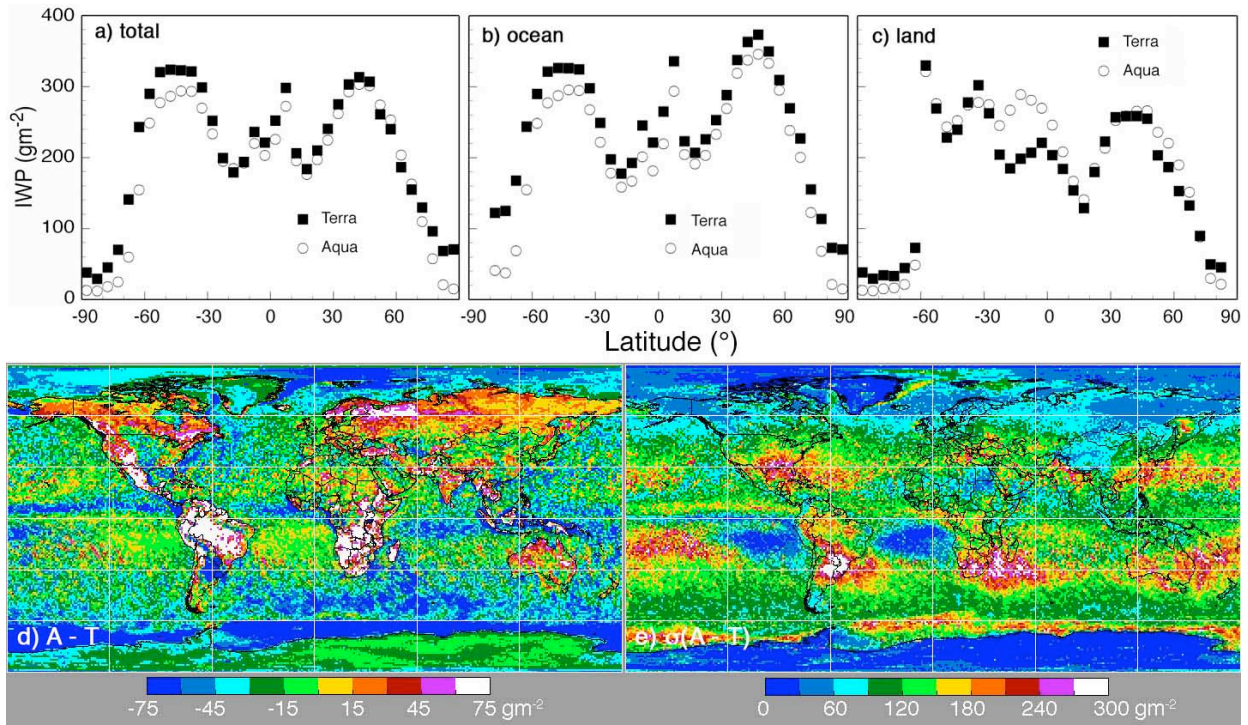 a) total
b) ocean
c) land
IWP (gm-2)
400
300
200
100
0
Terra
Aqua
Terra
Aqua
Terra
Aqua
-90 -60 -30 0 30 60 -90 -60 -30 0 30 60 -90 -60 -30 0 30 60 90
Latitude (°)
d) A - T
e) σ(A - T)
-75 -45 -15 15 45 75 gm-2
0 60 120 180 240 300 gm-2